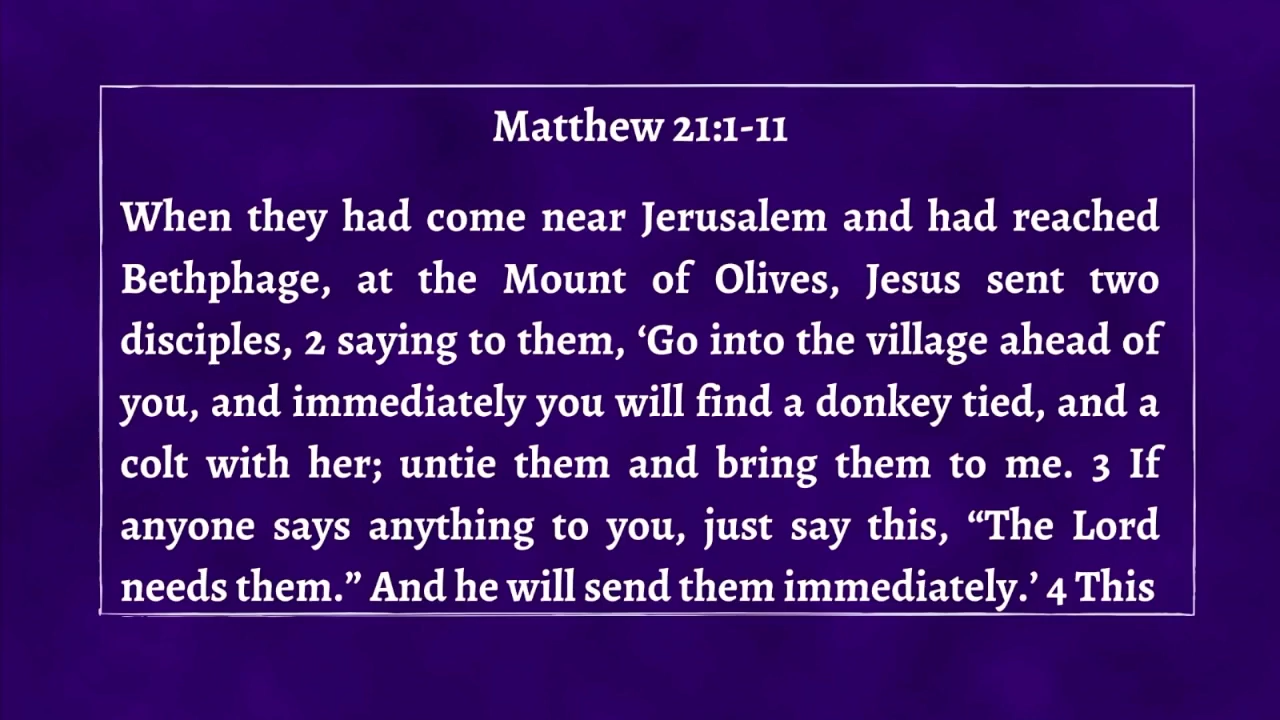 Matthew 21:1-11
When they had come near Jerusalem and had reached
Bethphage, at the Mount of Olives, Jesus sent two
disciples, 2 saying to them, ‘Go into the village ahead of
you, and immediately you will find a donkey tied, and a
colt with her; untie them and bring them to me. 3 If
anyone says anything to you, just say this, “The Lord
needs them.” And he will send them immediately.’ 4 This